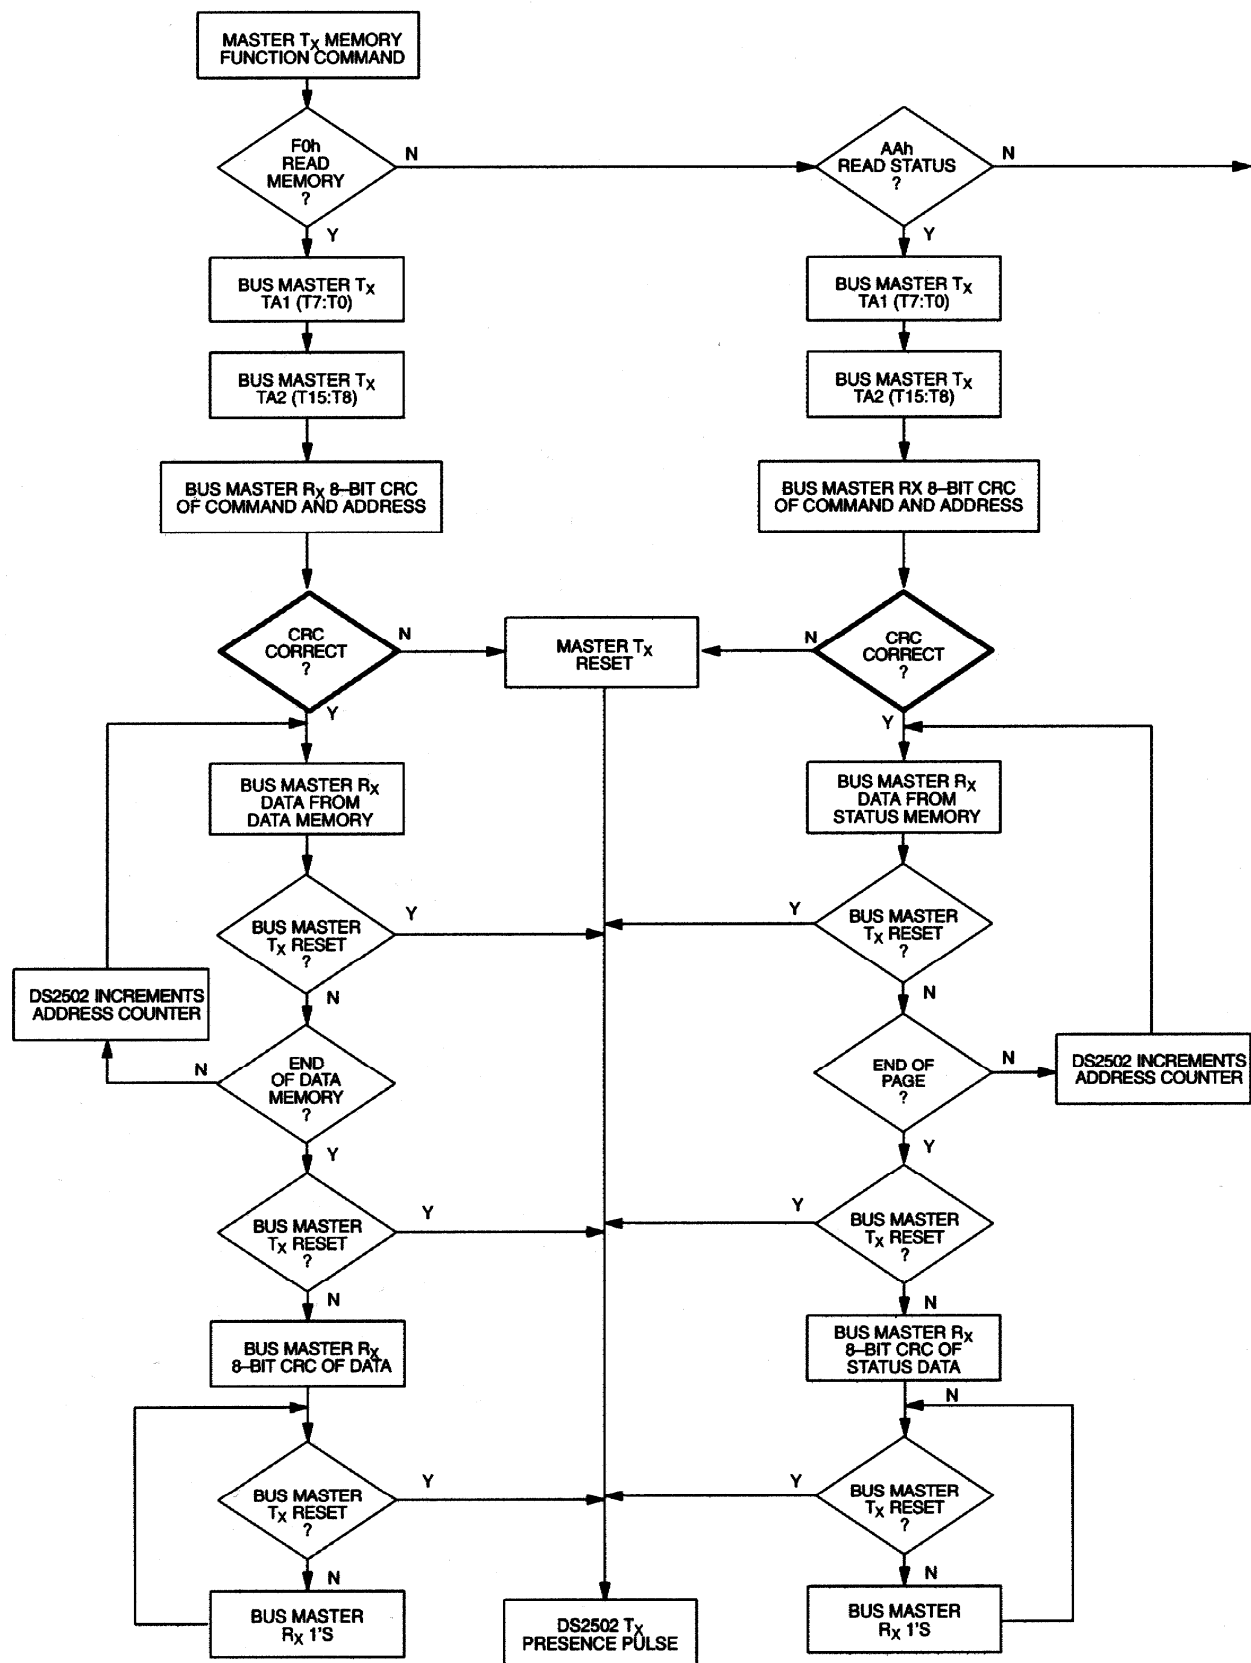 MASTER TX MEMORY
FUNCTION COMMAND
F0h
READ
MEMORY
?
N
Y
AAh
READ STATUS
?
N
Y
BUS MASTER TX
TA1 (T7:T0)
BUS MASTER TX
TA1 (T7:T0)
BUS MASTER TX
TA2 (T15:T8)
BUS MASTER TX
TA2 (T15:T8)
BUS MASTER RX 8–BIT CRC
OF COMMAND AND ADDRESS
BUS MASTER RX 8–BIT CRC
OF COMMAND AND ADDRESS
CRC
CORRECT
?
N
Y
MASTER TX
RESET
N
CRC
CORRECT
?
Y
BUS MASTER RX
DATA FROM
DATA MEMORY
BUS MASTER RX
DATA FROM
STATUS MEMORY
BUS MASTER
TX RESET
?
Y
N
Y
BUS MASTER
TX RESET
?
N
DS2502 INCREMENTS
ADDRESS COUNTER
N
END
OF DATA
MEMORY
?
Y
END OF
PAGE
?
N
Y
DS2502 INCREMENTS
ADDRESS COUNTER
BUS MASTER
TX RESET
?
Y
N
Y
BUS MASTER
TX RESET
?
N
BUS MASTER RX
8–BIT CRC OF DATA
BUS MASTER RX
8–BIT CRC OF
STATUS DATA
N
BUS MASTER
TX RESET
?
Y
N
Y
BUS MASTER
TX RESET
?
N
BUS MASTER
RX 1'S
DS2502 TX
PRESENCE PULSE
BUS MASTER
RX 1'S